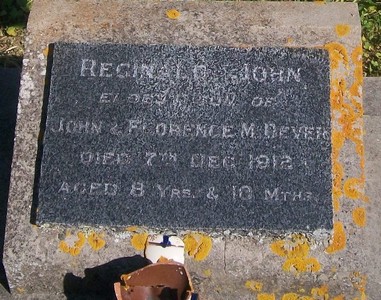 REGINALD JOHN
ELDEST SON OF
JOHN & FLORENCE M. DEVER
DIED 7TH DEC. 1912
AGED 8 YRS. & 10 MTHS